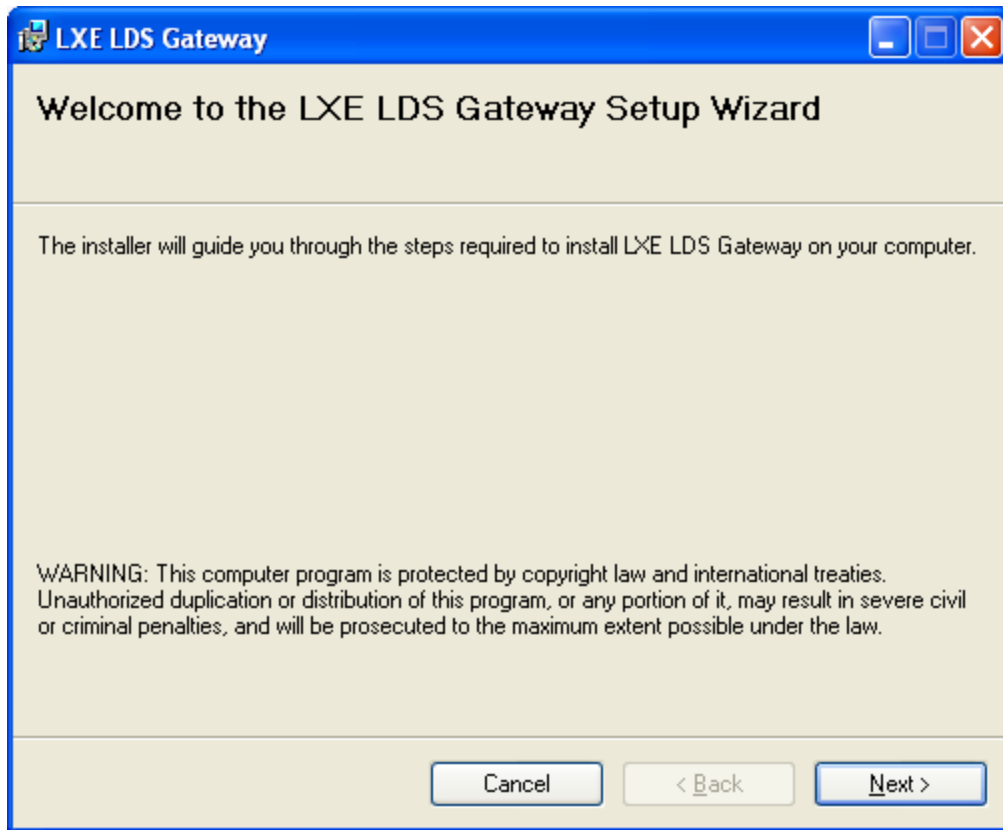 LXE LDS Gateway
Welcome to the LXE LDS Gateway Setup Wizard
The installer will guide you through the steps required to install LXE LDS Gateway on your computer.
WARNING: This computer program is protected by copyright law and international treaties.
Unauthorized duplication or distribution of this program, or any portion of it, may result in severe civil
or criminal penalties, and will be prosecuted to the maximum extent possible under the law.
Cancel < Back Next >